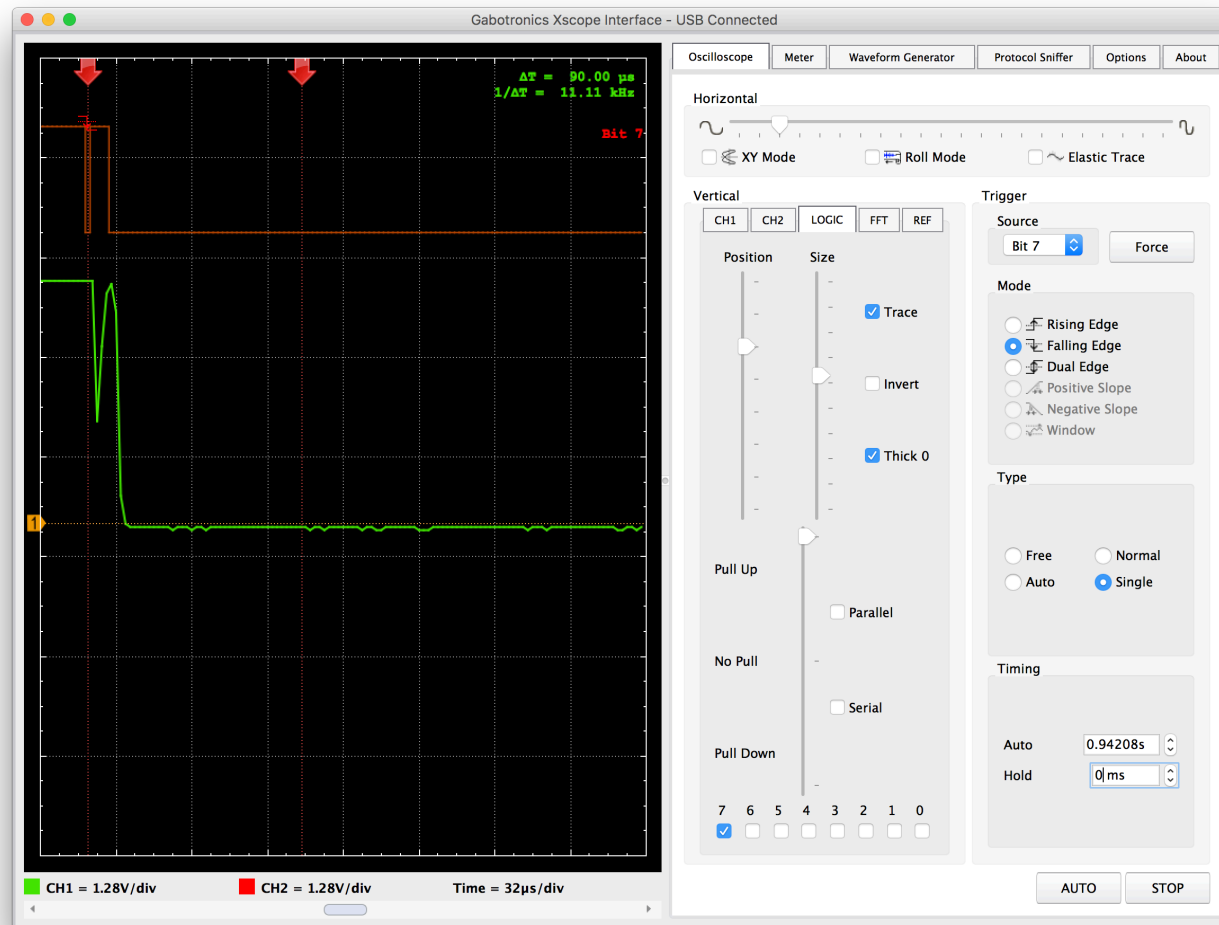 Gabotronics Xscope Interface - USB Connected
Oscilloscope Meter Waveform Generator Protocol Sniffer Options About
ΔT = 90.00 µs
1/ΔT = 11.11 kHz
Bit 7
1
CH1 = 1.28V/div CH2 = 1.28V/div Time = 32µs/div
Horizontal
XY Mode Roll Mode Elastic Trace
Vertical
CH1 CH2 LOGIC FFT REF
Position Size
Trace
Invert
Thick 0
Pull Up
Parallel
No Pull
Serial
Pull Down
7 6 5 4 3 2 1 0
Trigger
Source
Bit 7 Force
Mode
Rising Edge
Falling Edge
Dual Edge
Positive Slope
Negative Slope
Window
Type
Free Normal
Auto Single
Timing
Auto 0.94208s
Hold 0 ms
AUTO STOP